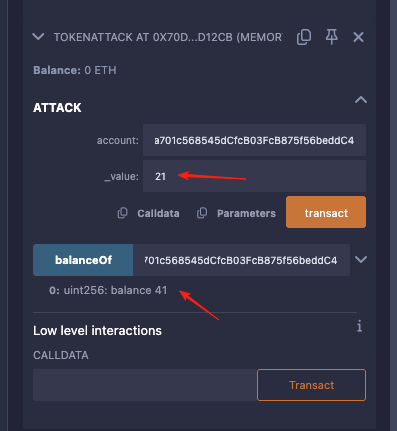 TOKENATTACK AT 0X70D...D12CB (MEMOR
Balance: 0 ETH
ATTACK
account: a701c568545dCfcB03FcB875f56beddC4
_value: 21
Calldata Parameters transact
balanceOf 701c568545dCfcB03FcB875f56beddC4
0: uint256: balance 41
Low level interactions i
CALLDATA
Transact